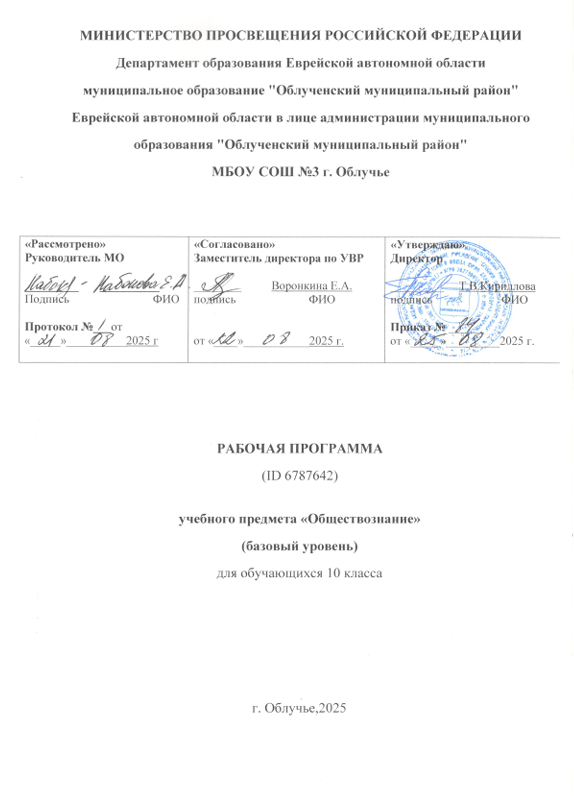 МИНИСТЕРСТВО ПРОСВЕЩЕНИЯ РОССИЙСКОЙ ФЕДЕРАЦИИ
Департамент образования Еврейской автономной области
муниципальное образование "Облученский муниципальный район"
Еврейской автономной области в лице администрации муниципального
образования "Облученский муниципальный район"
МБОУ СОШ №3 г. Облучье
«Рассмотрено»
Руководитель МО
Набокова Е.А.
Подпись ФИО
Протокол № 1 от
« 21 » 08 2025 г
«Согласовано»
Заместитель директора по УВР
Воронкина Е.А.
подпись ФИО
от «22» 08 2025 г.
«Утверждаю»
Директор
Т.В.Кириллова
подпись ФИО
Приказ №
от « 25 » 08 2025 г.
РАБОЧАЯ ПРОГРАММА
(ID 6787642)
учебного предмета «Обществознание»
(базовый уровень)
для обучающихся 10 класса
г. Облучье,2025